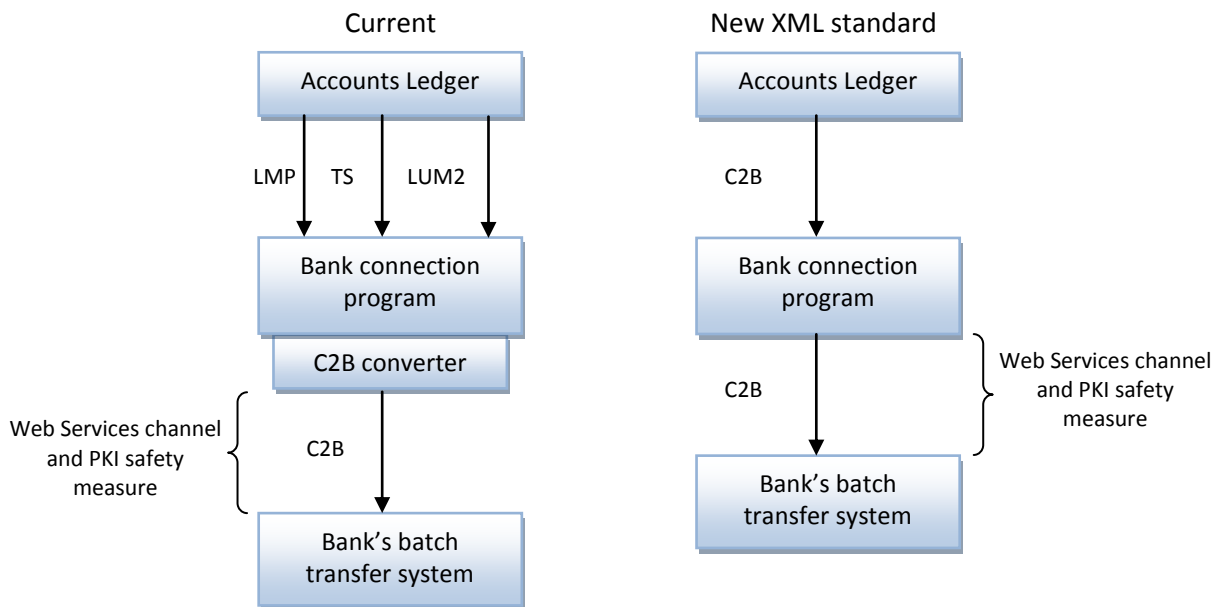 Current
Accounts Ledger
LMP
TS
LUM2
Bank connection
program
C2B converter
Web Services channel
and PKI safety
measure
C2B
Bank’s batch
transfer system
New XML standard
Accounts Ledger
C2B
Bank connection
program
C2B
Web Services channel
and PKI safety
measure
Bank’s batch
transfer system